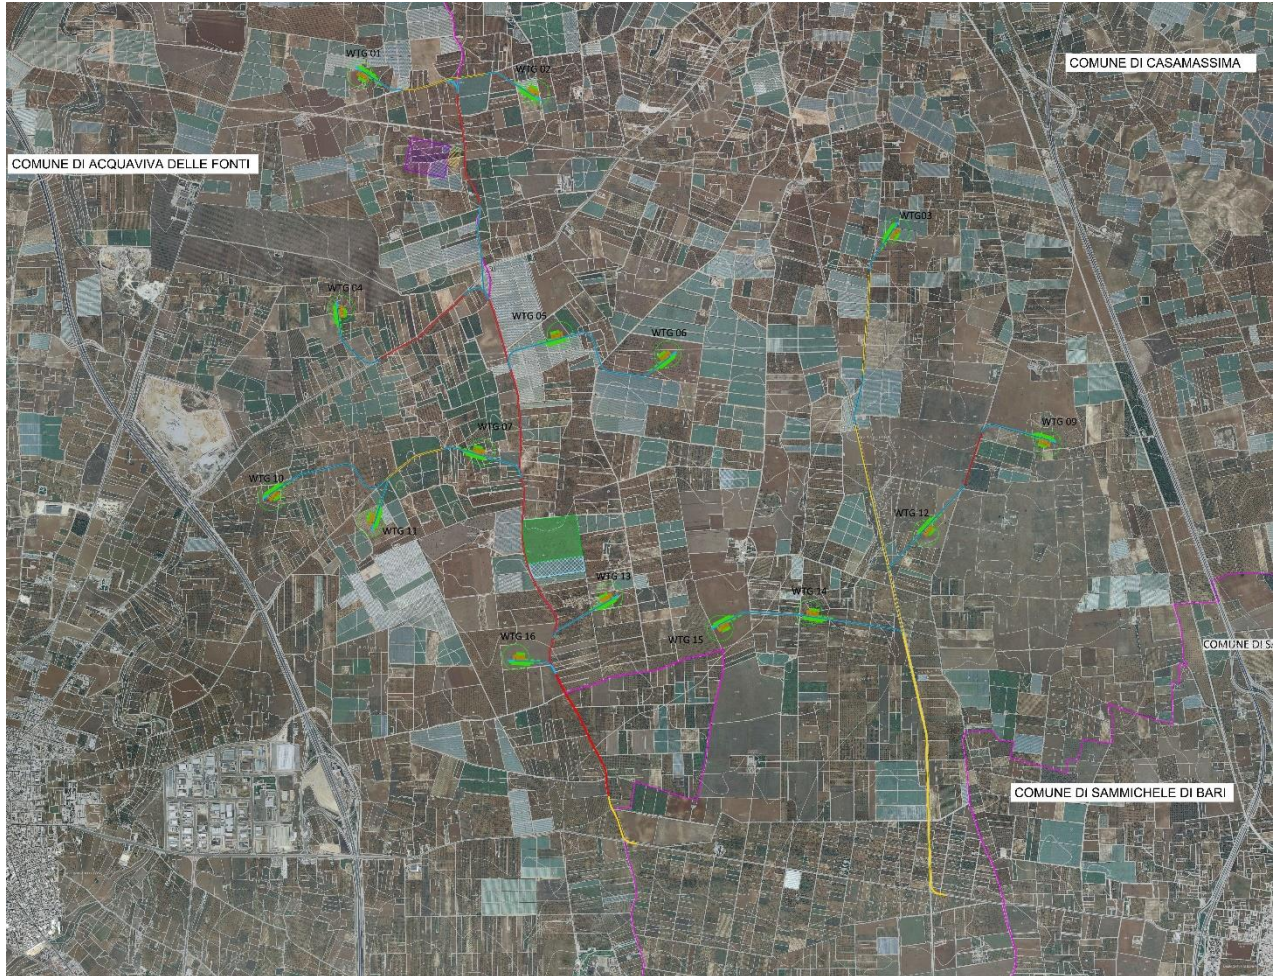 WTG 01
WTG 02
COMUNE DI CASAMASSIMA
COMUNE DI ACQUAVIVA DELLE FONTI
WTG03
WTG 04
WTG 05
WTG 06
WTG 07
WTG 09
WTG 10
WTG 11
WTG 12
WTG 13
WTG 14
WTG 15
WTG 16
COMUNE DI SA
COMUNE DI SAMMICHELE DI BARI